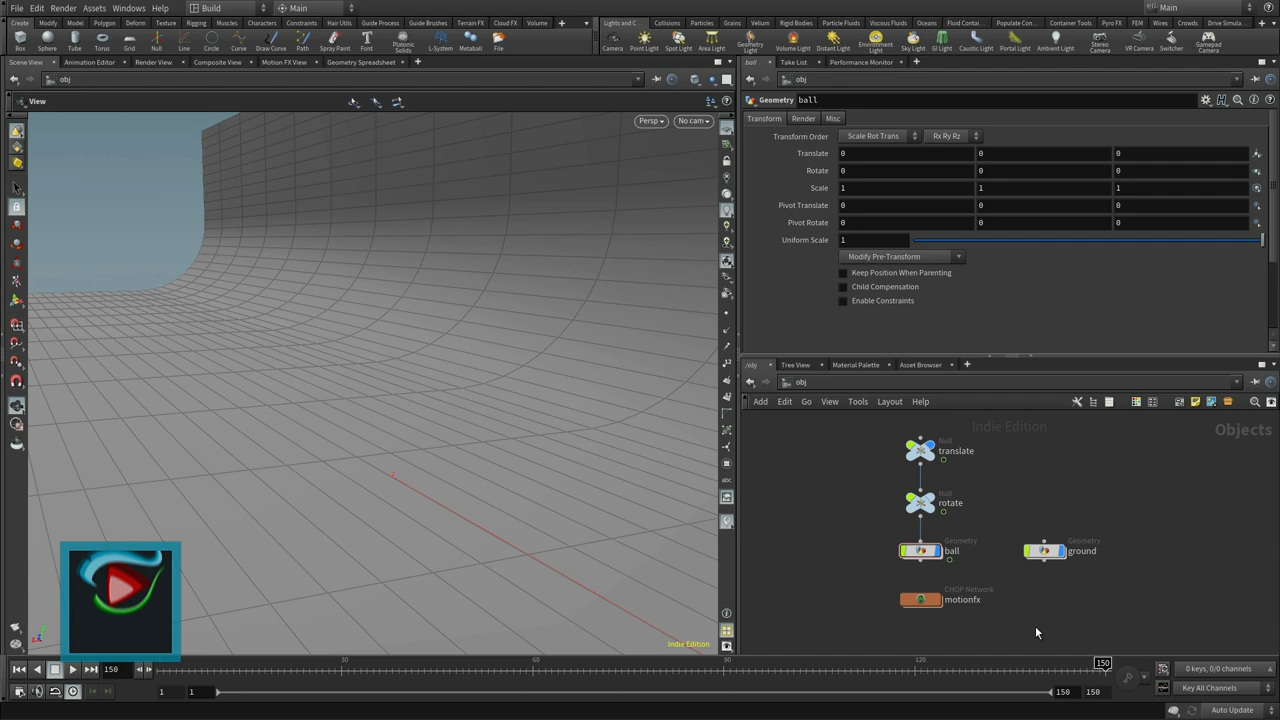 File Edit Render Assets Windows Help Build Main Main
Create Modify Model Polygon Deform Texture Rigging Muscles Characters Constraints Hair Utils Guide Process Guide Brushes Terrain FX Cloud FX Volume
Lights and C... Collisions Particles Grains Vellum Rigid Bodies Particle Fluids Viscous Fluids Oceans Fluid Contai... Populate Con... Container Tools Pyro FX FEM Wires Crowds Drive Simula...
Box Sphere Tube Torus Grid Null Line Circle Curve Draw Curve Path Spray Paint Font Platonic Solids L-System Metaball File
Camera Point Light Spot Light Area Light Geometry Light Volume Light Distant Light Environment Light Sky Light GI Light Caustic Light Portal Light Ambient Light Stereo Camera VR Camera Switcher Gamepad Camera
Scene View Animation Editor Render View Composite View Motion FX View Geometry Spreadsheet
ball Take List Performance Monitor
obj
obj
View
Persp No cam
Geometry ball
Transform Render Misc
Transform Order Scale Rot Trans Rx Ry Rz
Translate 0 0 0
Rotate 0 0 0
Scale 1 1 1
Pivot Translate 0 0 0
Pivot Rotate 0 0 0
Uniform Scale 1
Modify Pre-Transform
Keep Position When Parenting
Child Compensation
Enable Constraints
/obj Tree View Material Palette Asset Browser
obj
Add Edit Go View Tools Layout Help
Indie Edition
Objects
Null
translate
Null
rotate
Geometry
ball
Geometry
ground
CHOP Network
motionfx
abc
Indie Edition
150 30 60 90 120 150
0 keys, 0/0 channels
1 1 150 150
Key All Channels
Auto Update